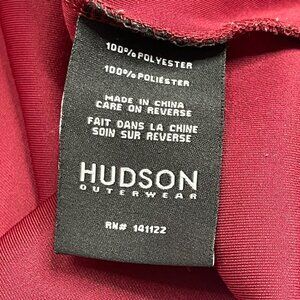 100% POLYESTER
100% POLIÉSTER
MADE IN CHINA
CARE ON REVERSE
FAIT DANS LA CHINE
SOIN SUR REVERSE
HUDSON
OUTERWEAR
RN# 141122